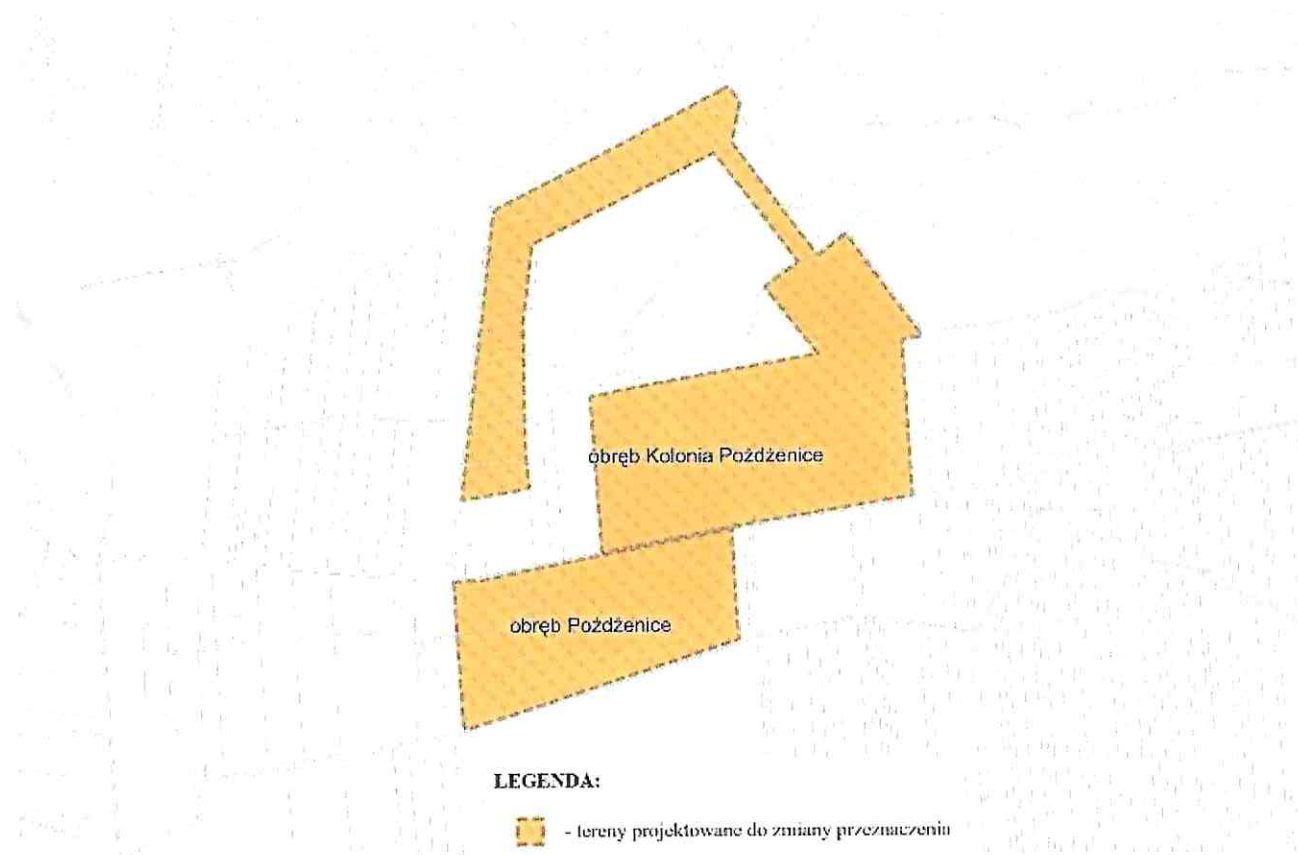 obręb Kolonia Pożdżenice
obręb Pożdżenice
LEGENDA:
- tereny projektowane do zmiany przeznaczenia